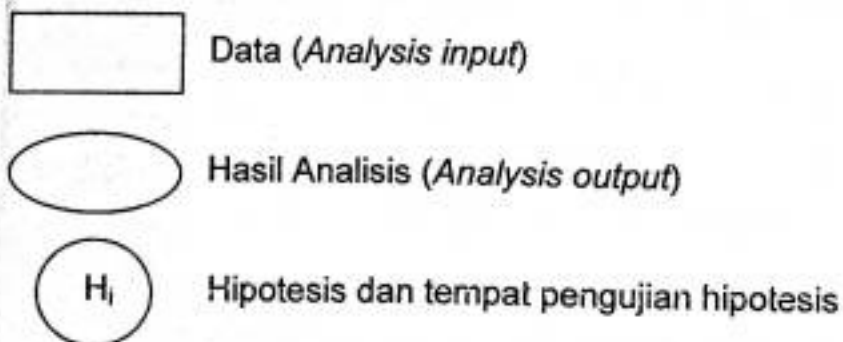 Data (Analysis input)
Hasil Analisis (Analysis output)
Hi Hipotesis dan tempat pengujian hipotesis